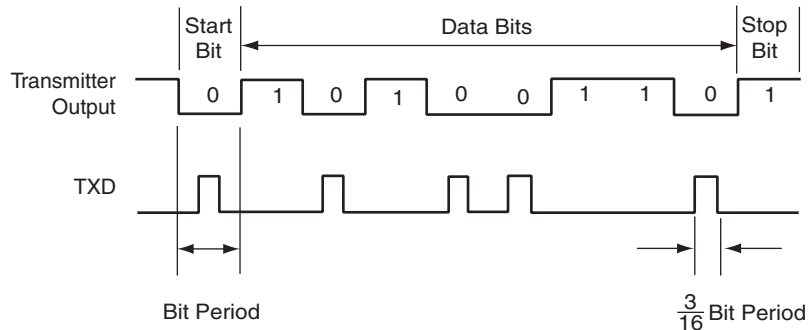 Start
Bit
Data Bits
Stop
Bit
Transmitter
Output
0 1 0 1 0 0 1 1 0 1
TXD
Bit Period
3/16 Bit Period